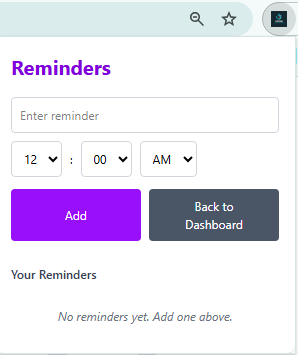 Reminders
Enter reminder
12 : 00 AM
Add
Back to
Dashboard
Your Reminders
No reminders yet. Add one above.